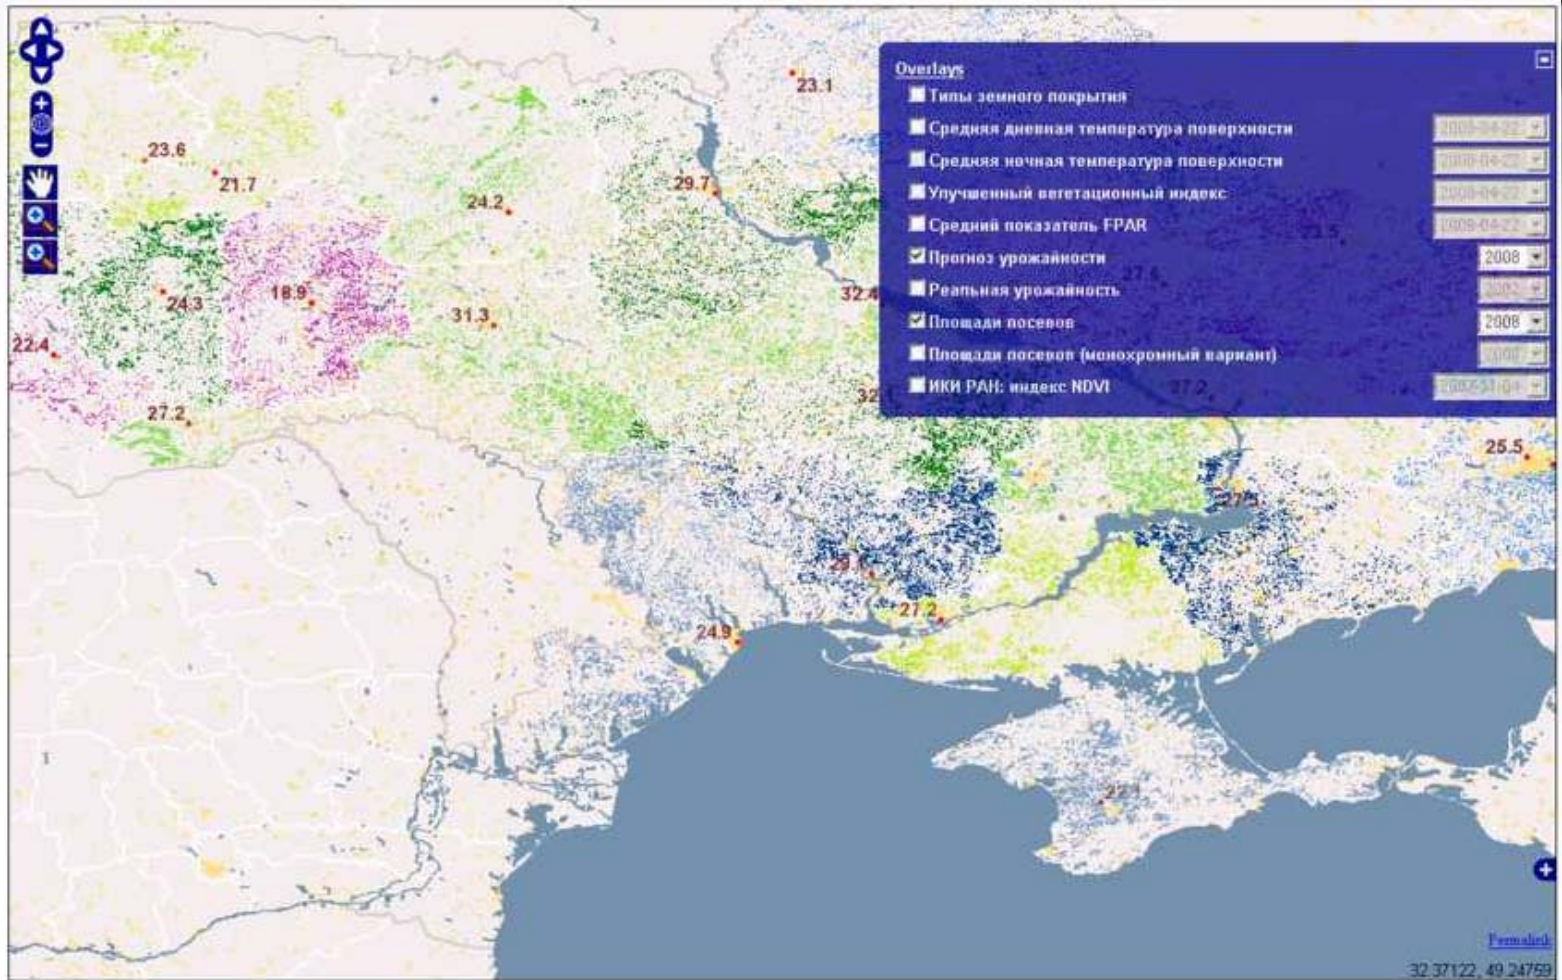 Overlays
Типы земного покрытия
Средняя дневная температура поверхности
Средняя ночная температура поверхности
Улучшенный вегетационный индекс
Средний показатель FPAR
Прогноз урожайности 2008
Реальная урожайность
Площади посевов 2008
Площади посевов (монохромный вариант)
ИКИ РАН: индекс NDVI
23.1
23.6
21.7
29.7
24.2
24.3
18.9
32.4
31.3
22.4
27.2
27.2
25.5
27.2
24.9
Permalink
32.37122, 49.24759